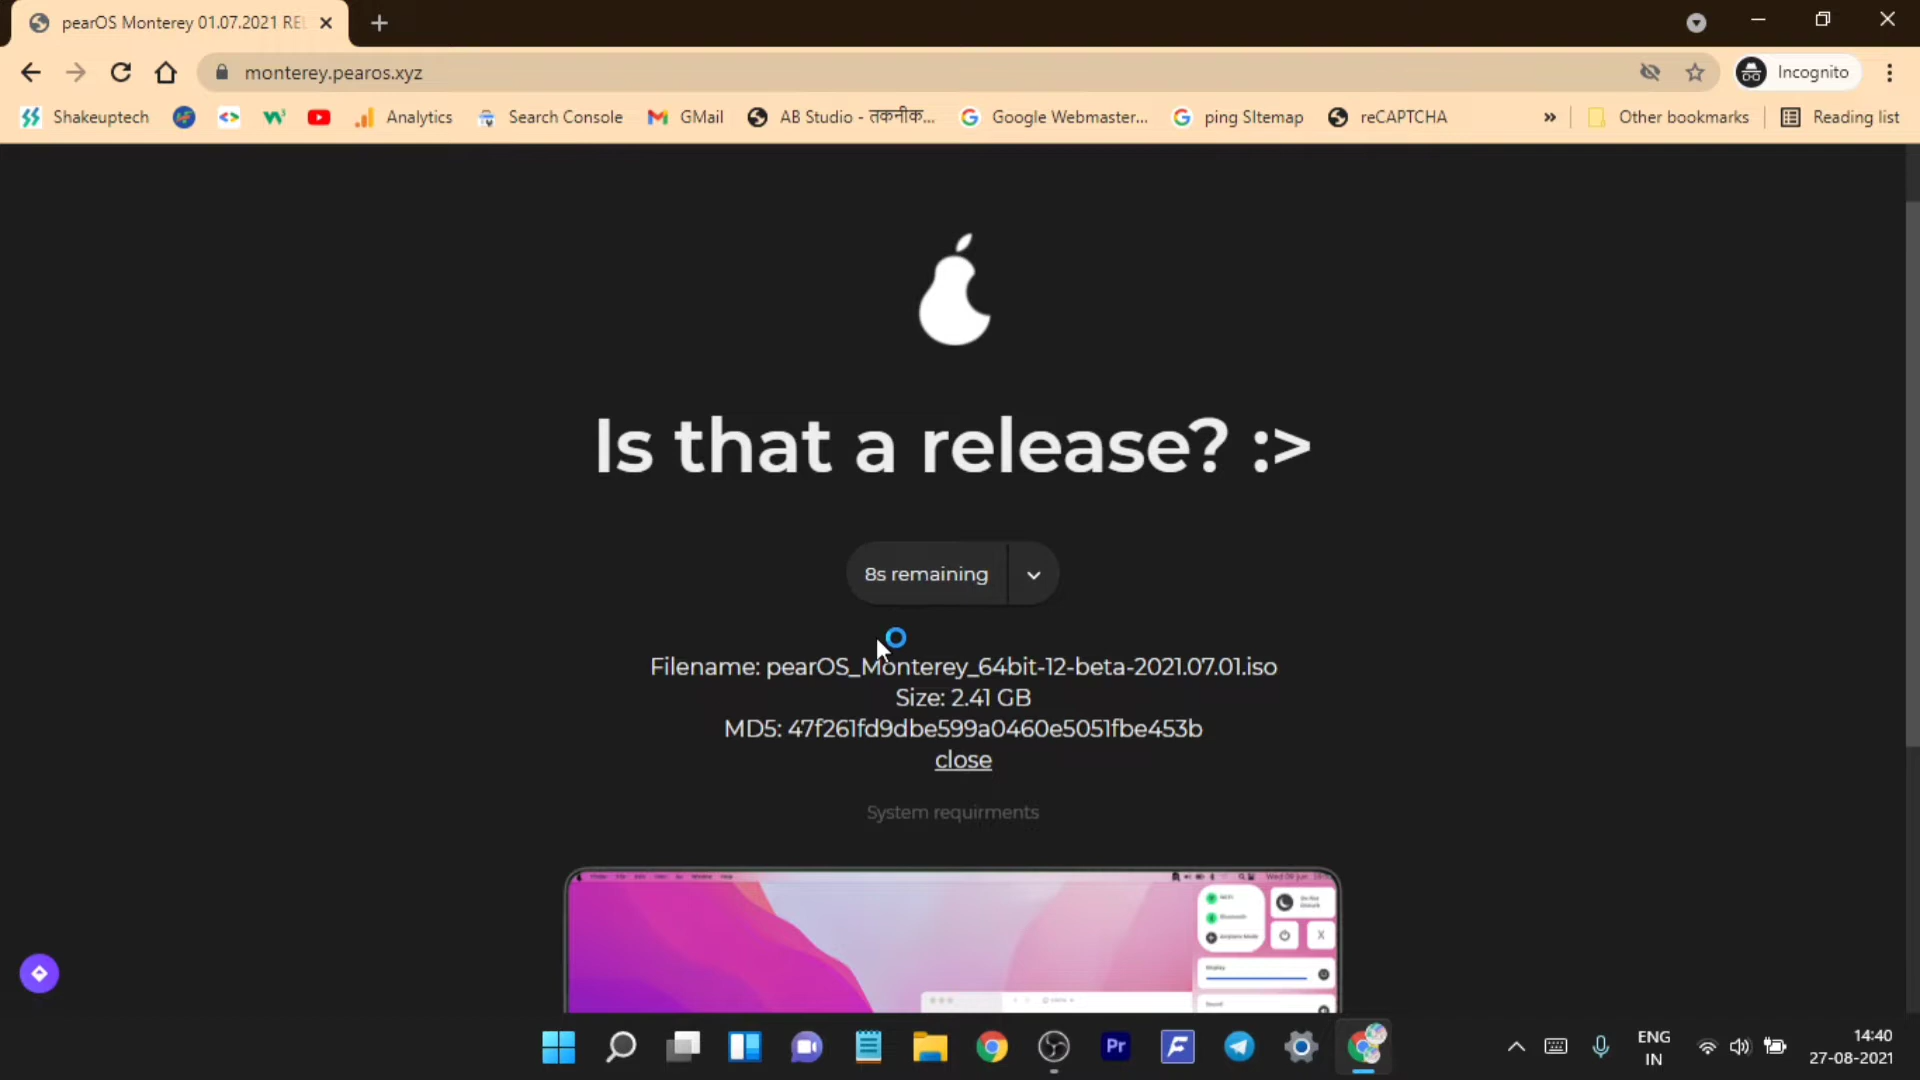 pearOS Monterey 01.07.2021 REL
monterey.pearos.xyz
Incognito
Shakeuptech
Analytics
Search Console
GMail
AB Studio - तकनीक...
Google Webmaster...
ping SItemap
reCAPTCHA
»
Other bookmarks
Reading list
Is that a release? :>
8s remaining
Filename: pearOS_Monterey_64bit-12-beta-2021.07.01.iso
Size: 2.41 GB
MD5: 47f261fd9dbe599a0460e5051fbe453b
close
System requirments
Pr
ENG
IN
14:40
27-08-2021